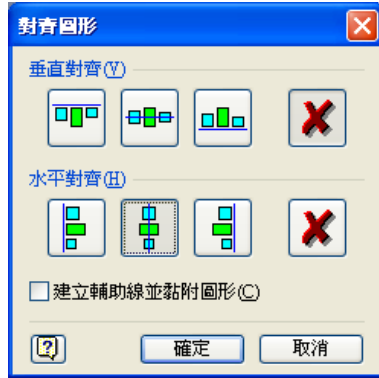 對齊圖形
垂直對齊(V)
水平對齊(H)
建立輔助線並黏附圖形(C)
確定
取消